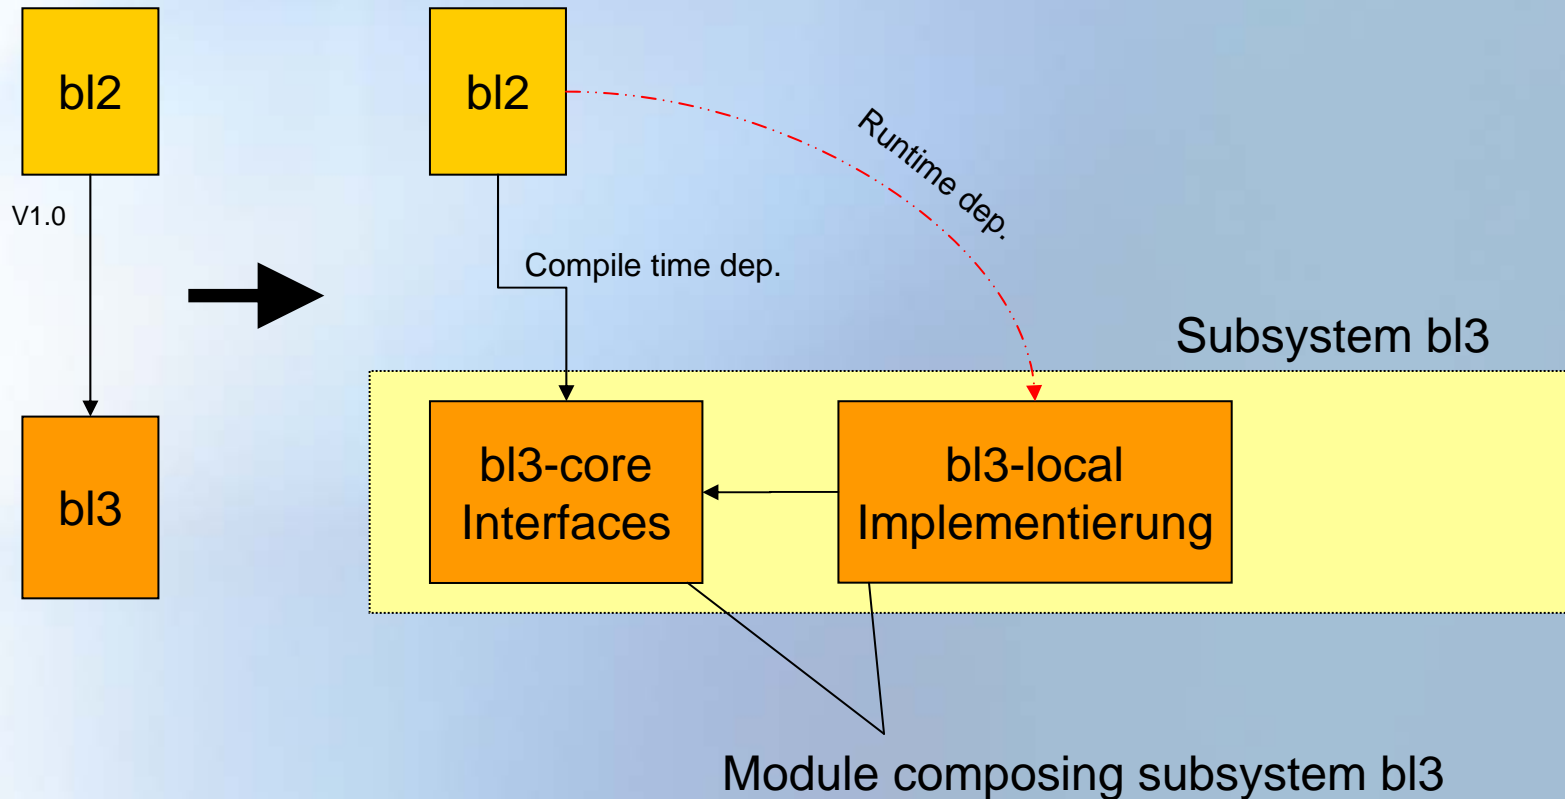 bl2
V1.0
bl3
bl2
Runtime dep.
Compile time dep.
Subsystem bl3
bl3-core
Interfaces
bl3-local
Implementierung
Module composing subsystem bl3